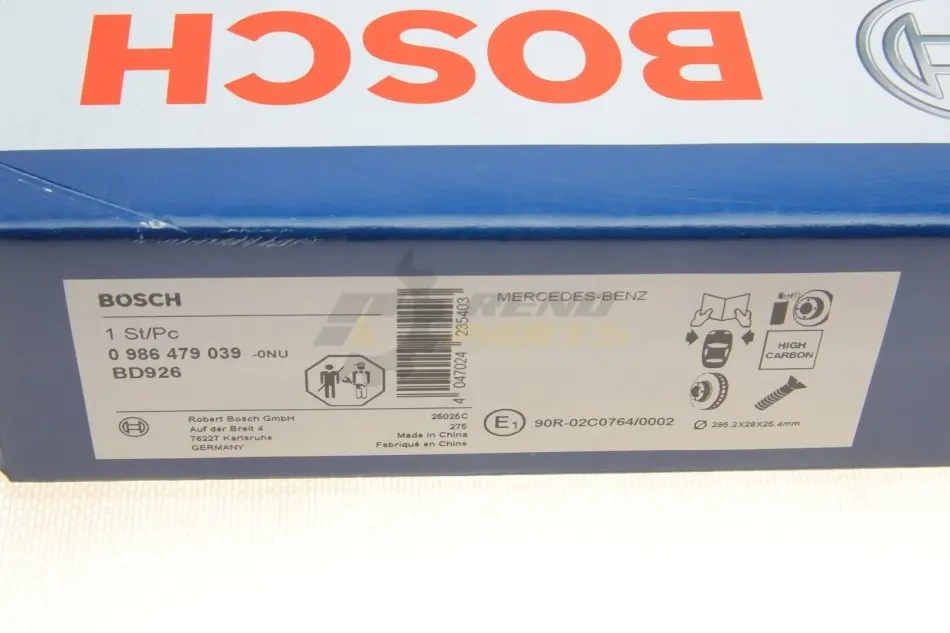 BOSCH
BOSCH
1 St/Pc
0 986 479 039 -0NU
BD926
Robert Bosch GmbH
Auf der Breit 4
76227 Karlsruhe
GERMANY
25025C
275
Made in China
Fabriqué en Chine
4 047024 235403
MERCEDES-BENZ
HIGH
CARBON
E1
90R-02C0764/0002
Ø 295.2X28X25.4mm